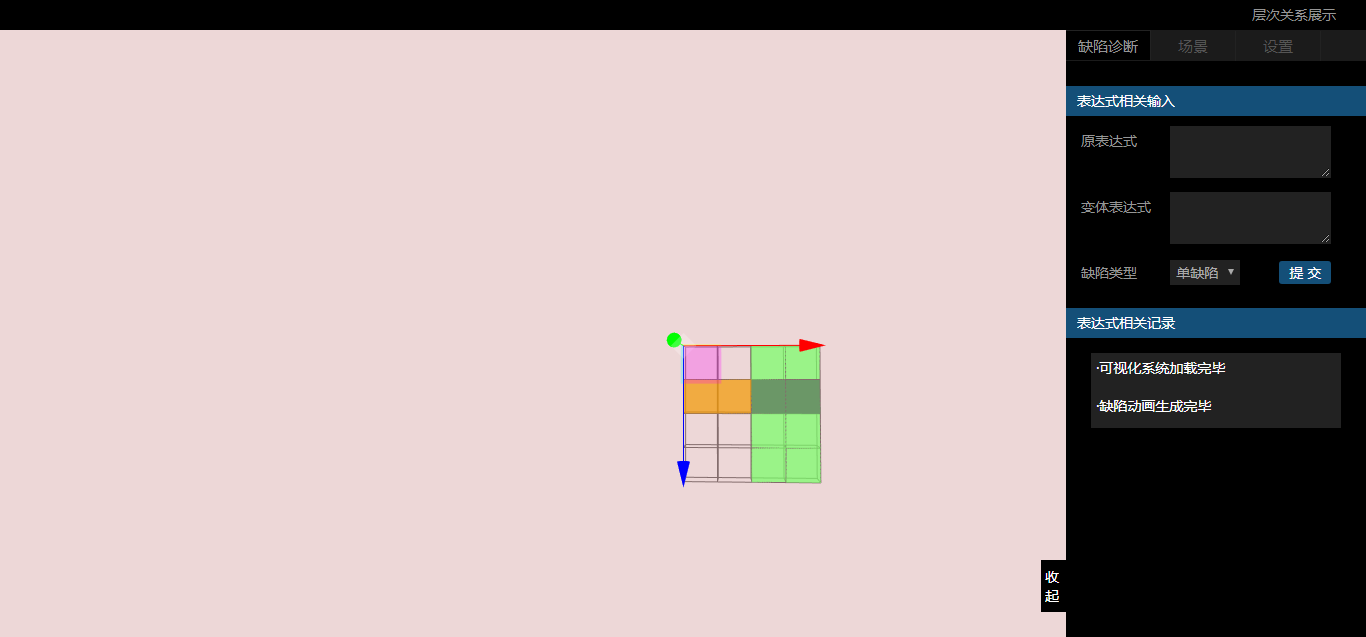 层次关系展示
缺陷诊断 场景 设置
表达式相关输入
原表达式
变体表达式
缺陷类型 单缺陷 提 交
表达式相关记录
·可视化系统加载完毕
·缺陷动画生成完毕
收
起